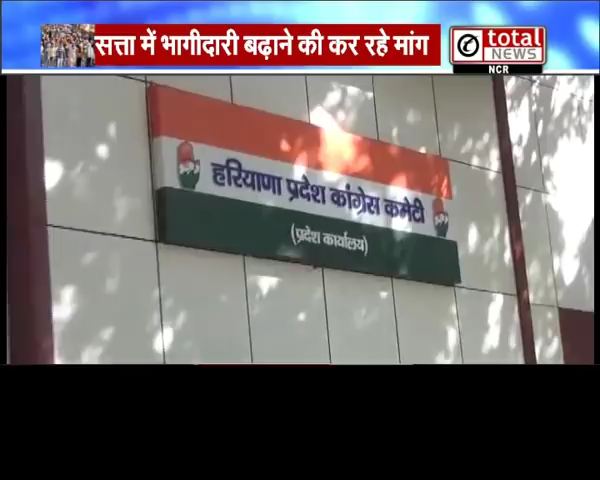 सत्ता में भागीदारी बढ़ाने की कर रहे मांग
total
NEWS
NCR
हरियाणा प्रदेश कांग्रेस कमेटी
(प्रदेश कार्यालय)